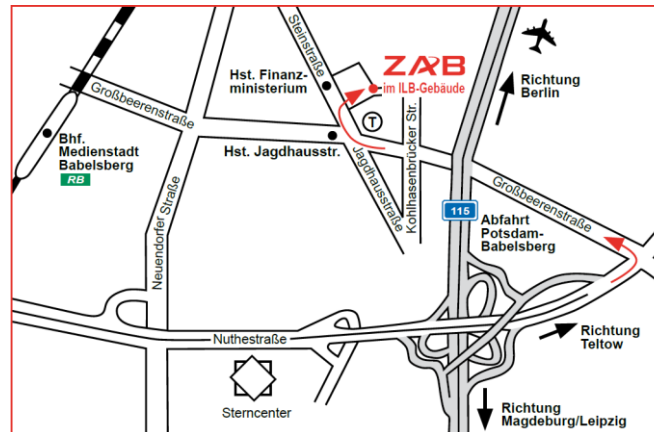 Steinstraße
ZAB
im ILB-Gebäude
Hst. Finanz-
ministerium
Richtung
Berlin
Großbeerenstraße
T
Bhf.
Medienstadt
Babelsberg
RB
Hst. Jagdhausstr.
Jagdhausstraße
Kohlhasenbrücker Str.
Großbeerenstraße
115
Abfahrt
Potsdam-
Babelsberg
Neuendorfer
Straße
Nuthestraße
Richtung
Teltow
Sterncenter
Richtung
Magdeburg/Leipzig